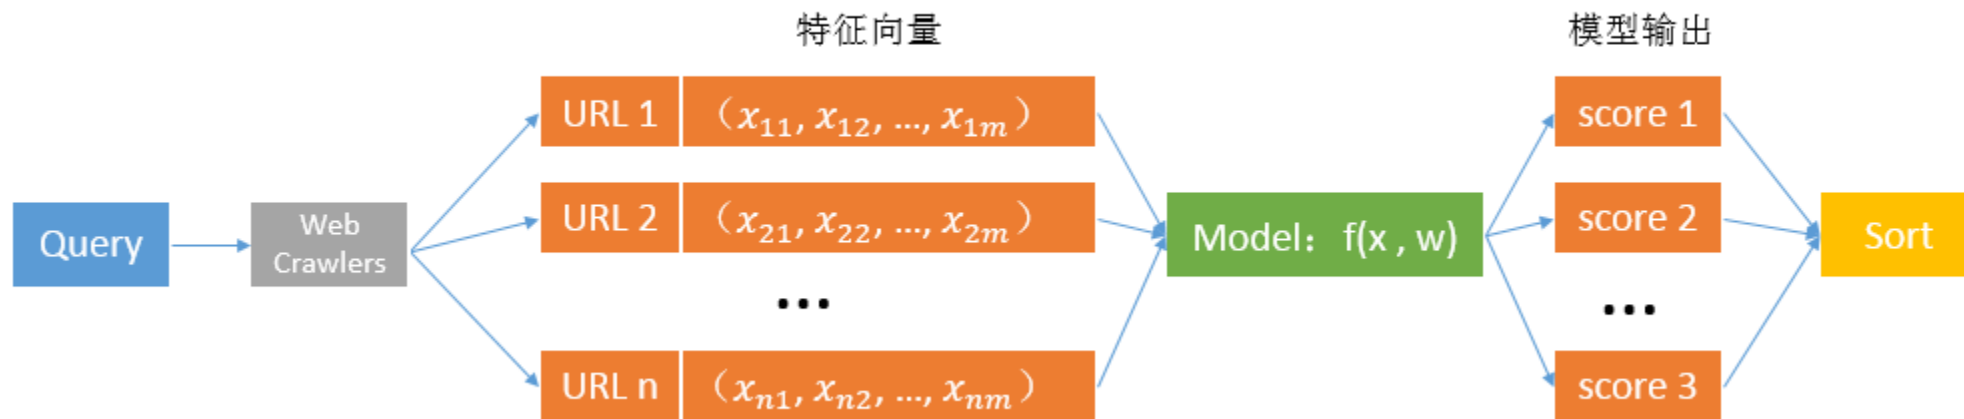 特征向量
模型输出
Query
Web
Crawlers
URL 1 （x₁₁, x₁₂, ..., x₁ₘ）
URL 2 （x₂₁, x₂₂, ..., x₂ₘ）
...
URL n （xₙ₁, xₙ₂, ..., xₙₘ）
Model：f(x , w)
score 1
score 2
...
score 3
Sort